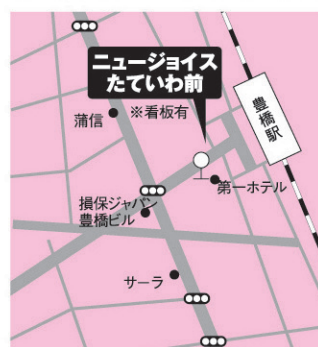 ニュージョイス
たていわ前
蒲信
※看板有
豊橋駅
第一ホテル
損保ジャパン
豊橋ビル
サーラ